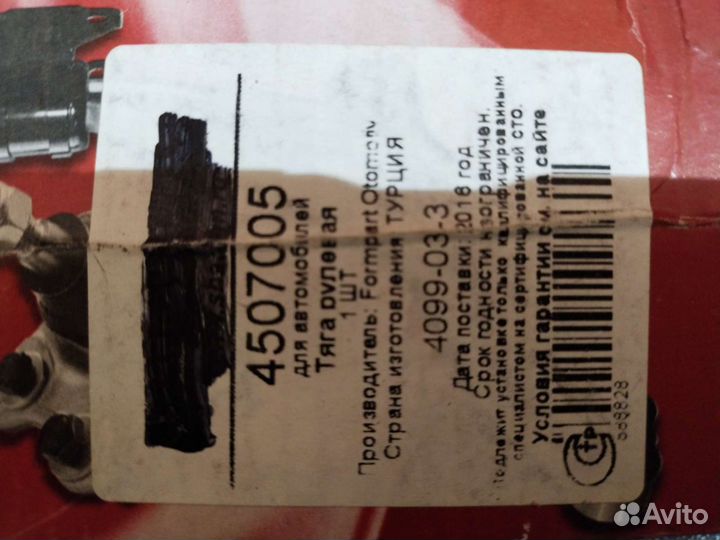 4507005
для автомобилей
Тяга рулевая
1 шт
Производитель: Formpart Otomotiv
Страна изготовления ТУРЦИЯ
4099-03-3
Дата поставки: 2018 год
Срок годности неограничен.
Подлежит установке только квалифицированным
специалистом на сертифицированной СТО.
Условия гарантии см. на сайте
Avito